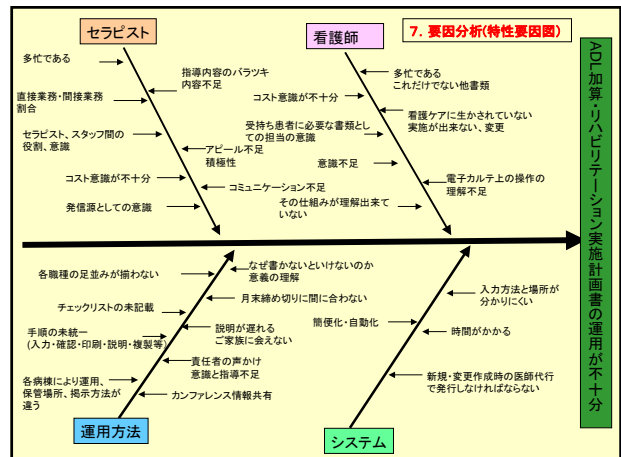 7. 要因分析(特性要因図)
セラピスト
多忙である
指導内容のバラツキ
内容不足
直接業務・間接業務
割合
セラピスト、スタッフ間の
役割、意識
アピール不足
積極性
コスト意識が不十分
コミュニケーション不足
発信源としての意識
看護師
多忙である
これだけでない他書類
コスト意識が不十分
看護ケアに生かされていない
実施が出来ない、変更
受持ち患者に必要な書類とし
ての担当の意識
意識不足
電子カルテ上の操作の
理解不足
その仕組みが理解出来て
いない
ADL加算・リハビリテーション実施計画書の運用が不十分
なぜ書かないといけないのか
意義の理解
各職種の足並みが揃わない
月末締め切りに間に合わない
チェックリストの未記載
説明が遅れる
ご家族に会えない
手順の未統一
(入力・確認・印刷・説明・複製等)
責任者の声かけ
意識と指導不足
各病棟により運用、
保管場所、掲示方法が
違う
カンファレンス情報共有
運用方法
入力方法と場所が
分かりにくい
簡便化・自動化
時間がかかる
新規・変更作成時の医師代行
で発行しなければならない
システム